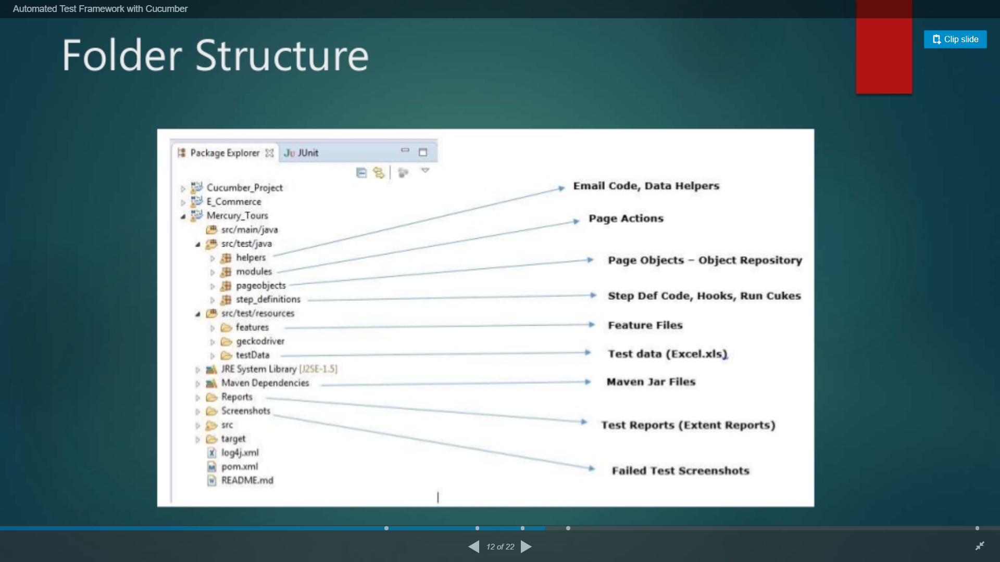 Automated Test Framework with Cucumber
Clip slide
Folder Structure
Package Explorer
JUnit
Cucumber_Project
E_Commerce
Mercury_Tours
src/main/java
src/test/java
helpers
modules
pageobjects
step_definitions
src/test/resources
features
geckodriver
testData
JRE System Library [J2SE-1.5]
Maven Dependencies
Reports
Screenshots
src
target
log4j.xml
pom.xml
README.md
Email Code, Data Helpers
Page Actions
Page Objects – Object Repository
Step Def Code, Hooks, Run Cukes
Feature Files
Test data (Excel.xls)
Maven Jar Files
Test Reports (Extent Reports)
Failed Test Screenshots
12 of 22